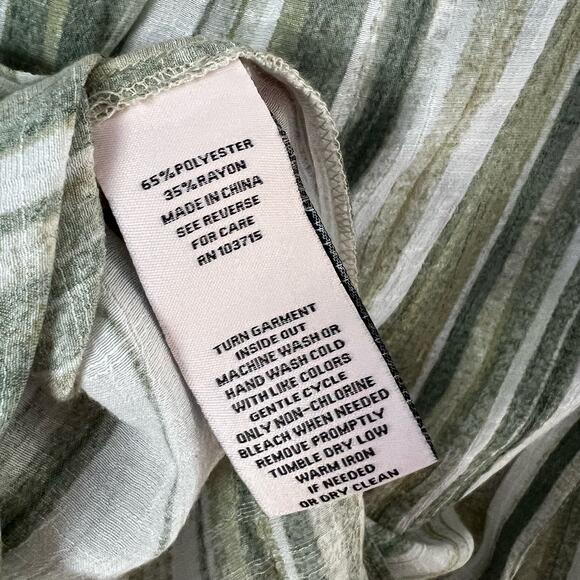 65% POLYESTER
35% RAYON
MADE IN CHINA
SEE REVERSE
FOR CARE
RN 103715
TURN GARMENT
INSIDE OUT
MACHINE WASH OR
HAND WASH COLD
WITH LIKE COLORS
GENTLE CYCLE
ONLY NON-CHLORINE
BLEACH WHEN NEEDED
REMOVE PROMPTLY
TUMBLE DRY LOW
WARM IRON
IF NEEDED
OR DRY CLEAN